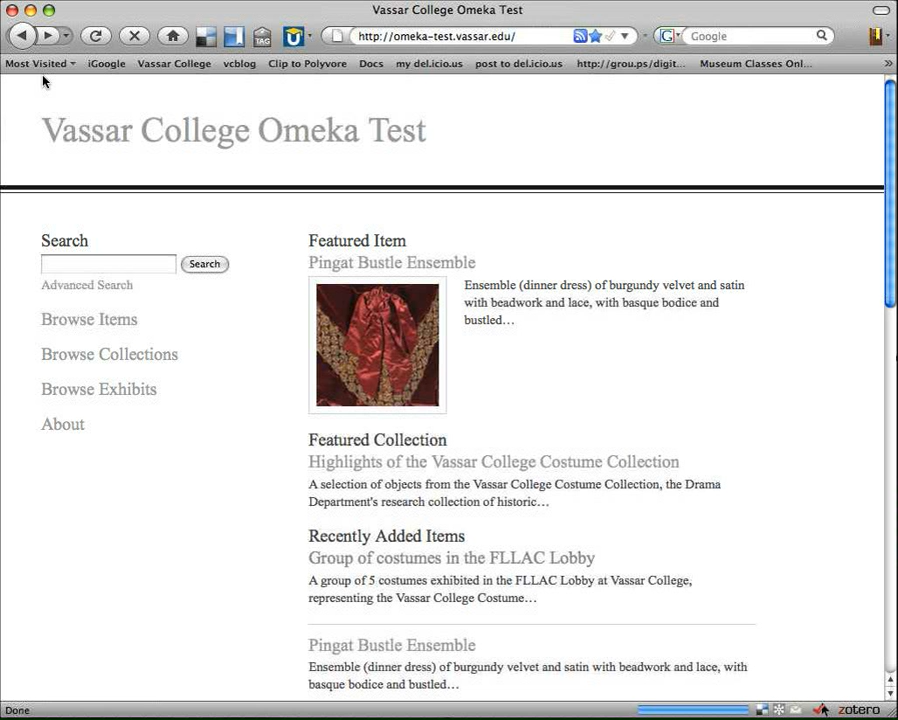 Vassar College Omeka Test
TAG
http://omeka-test.vassar.edu/
G Google
Most Visited iGoogle Vassar College vcblog Clip to Polyvore Docs my del.icio.us post to del.icio.us http://grou.ps/digit... Museum Classes Onl... »
Vassar College Omeka Test
Search
Search
Advanced Search
Browse Items
Browse Collections
Browse Exhibits
About
Featured Item
Pingat Bustle Ensemble
Ensemble (dinner dress) of burgundy velvet and satin
with beadwork and lace, with basque bodice and
bustled…
Featured Collection
Highlights of the Vassar College Costume Collection
A selection of objects from the Vassar College Costume Collection, the Drama
Department's research collection of historic…
Recently Added Items
Group of costumes in the FLLAC Lobby
A group of 5 costumes exhibited in the FLLAC Lobby at Vassar College,
representing the Vassar College Costume…
Pingat Bustle Ensemble
Ensemble (dinner dress) of burgundy velvet and satin with beadwork and lace, with
basque bodice and bustled…
Done
zotero